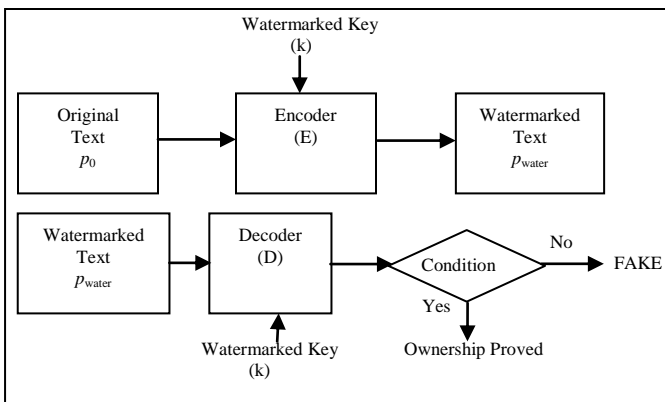 Watermarked Key
(k)
Original
Text
p0
Encoder
(E)
Watermarked
Text
pwater
Watermarked
Text
pwater
Decoder
(D)
Condition
No
FAKE
Yes
Watermarked Key
(k)
Ownership Proved